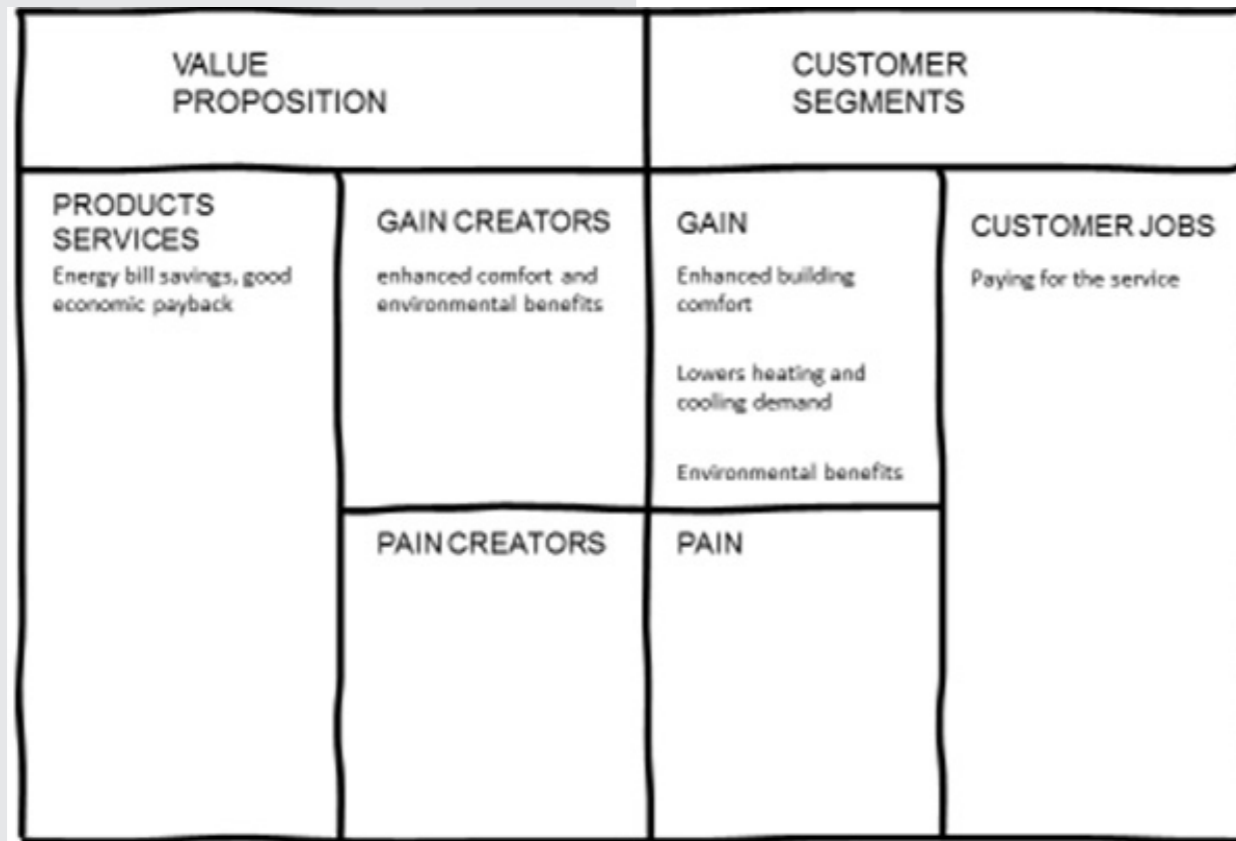 VALUE
PROPOSITION
CUSTOMER
SEGMENTS
PRODUCTS
SERVICES
Energy bill savings, good
economic payback
GAIN CREATORS
enhanced comfort and
environmental benefits
GAIN
Enhanced building
comfort
Lowers heating and
cooling demand
Environmental benefits
CUSTOMER JOBS
Paying for the service
PAIN CREATORS
PAIN